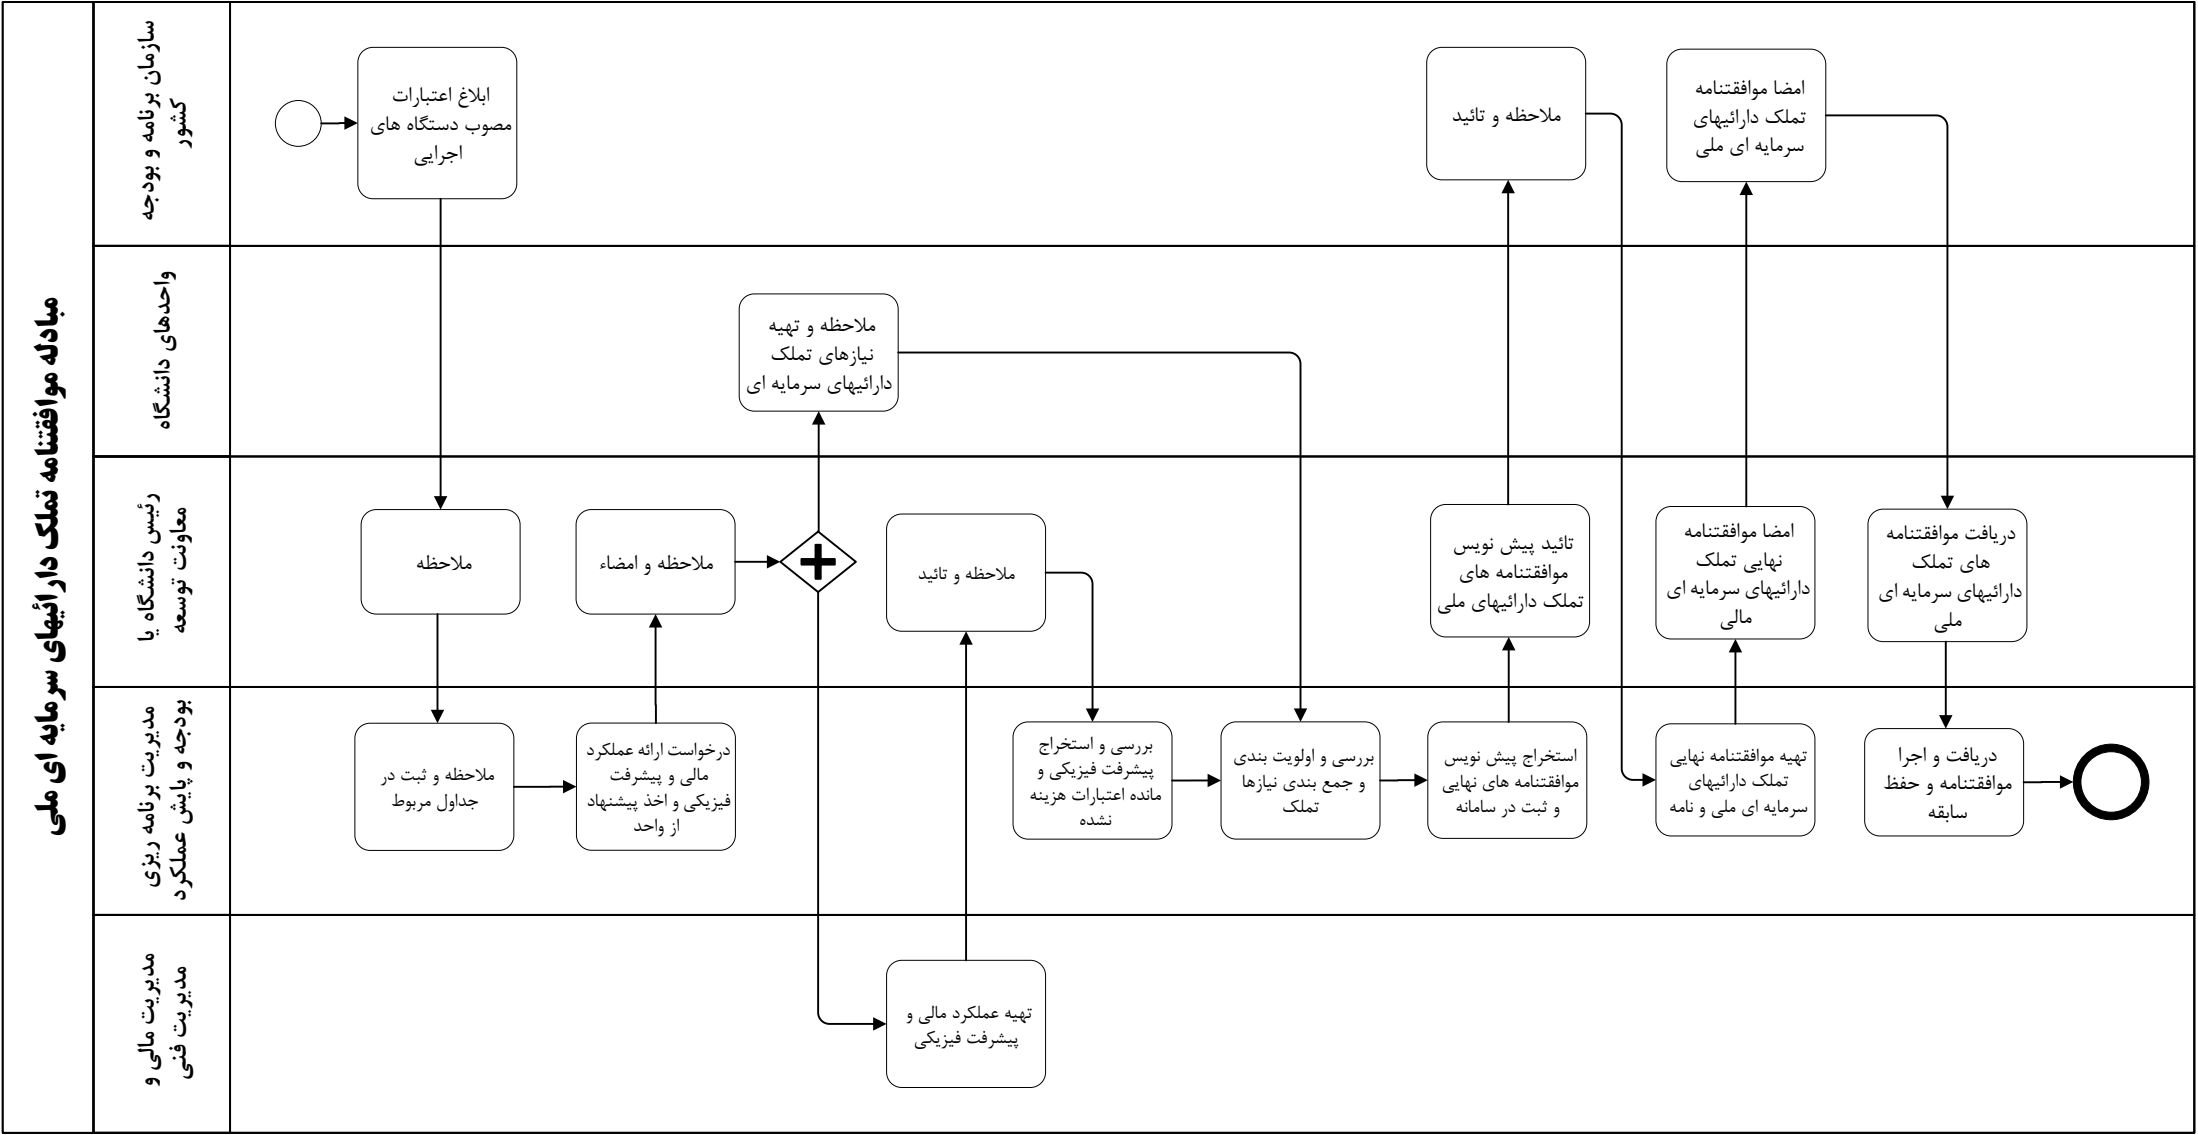 مبادله موافقتنامه تملک دارائیهای سرمایه ای ملی
سازمان برنامه و بودجه
کشور
ابلاغ اعتبارات
مصوب دستگاه های
اجرایی
ملاحظه و تائید
امضا موافقتنامه
تملک دارائیهای
سرمایه ای ملی
واحدهای دانشگاه
ملاحظه و تهیه
نیازهای تملک
دارائیهای سرمایه ای
رئیس دانشگاه یا
معاونت توسعه
ملاحظه
ملاحظه و امضاء
ملاحظه و تائید
تائید پیش نویس
موافقتنامه های
تملک دارائیهای ملی
امضا موافقتنامه
نهایی تملک
دارائیهای سرمایه ای
مالی
دریافت موافقتنامه
های تملک
دارائیهای سرمایه ای
ملی
مدیریت برنامه ریزی
بودجه و پایش عملکرد
ملاحظه و ثبت در
جداول مربوط
درخواست ارائه عملکرد
مالی و پیشرفت
فیزیکی و اخذ پیشنهاد
از واحد
بررسی و استخراج
پیشرفت فیزیکی و
مانده اعتبارات هزینه
نشده
بررسی و اولویت بندی
و جمع بندی نیازها
تملک
استخراج پیش نویس
موافقتنامه های نهایی
و ثبت در سامانه
تهیه موافقتنامه نهایی
تملک دارائیهای
سرمایه ای ملی و نامه
دریافت و اجرا
موافقتنامه و حفظ
سابقه
مدیریت مالی و
مدیریت فنی
تهیه عملکرد مالی و
پیشرفت فیزیکی